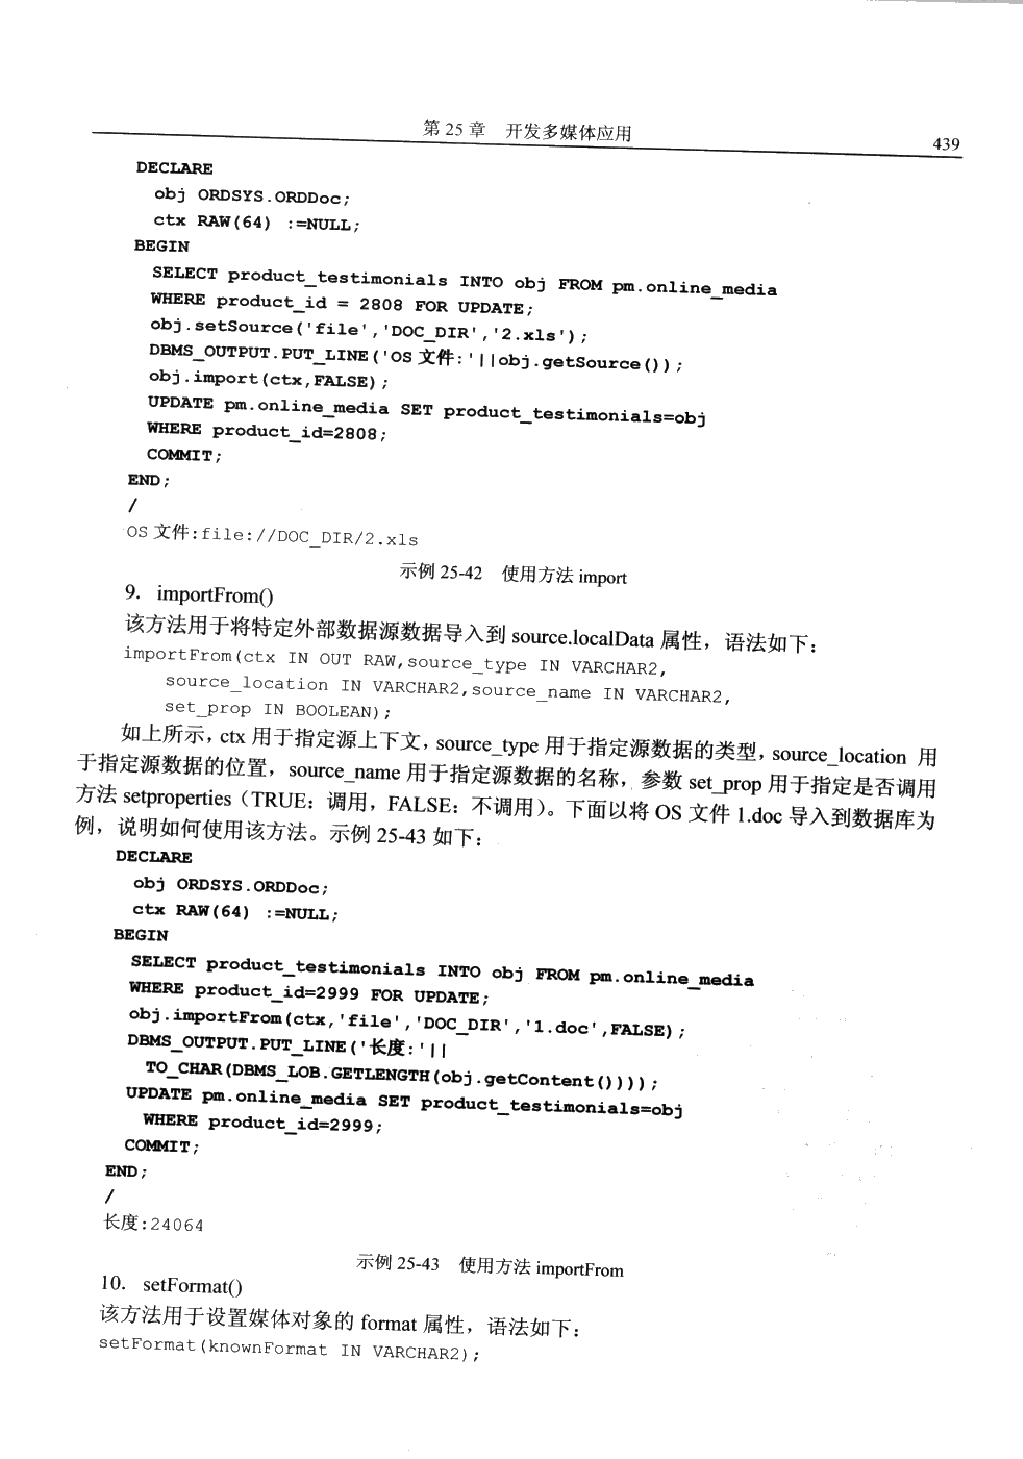 第 25 章 开发多媒体应用 439
DECLARE
obj ORDSYS.ORDDoc;
ctx RAW(64) :=NULL;
BEGIN
SELECT product_testimonials INTO obj FROM pm.online_media
WHERE product_id = 2808 FOR UPDATE;
obj.setSource('file','DOC_DIR','2.xls');
DBMS_OUTPUT.PUT_LINE('OS 文件:'||obj.getSource());
obj.import(ctx,FALSE);
UPDATE pm.online_media SET product_testimonials=obj
WHERE product_id=2808;
COMMIT;
END;
/
OS 文件:file://DOC_DIR/2.xls
示例 25-42 使用方法 import
9. importFrom()
该方法用于将特定外部数据源数据导入到 source.localData 属性，语法如下：
importFrom(ctx IN OUT RAW,source_type IN VARCHAR2,
source_location IN VARCHAR2,source_name IN VARCHAR2,
set_prop IN BOOLEAN);
如上所示，ctx 用于指定源上下文，source_type 用于指定源数据的类型，source_location 用
于指定源数据的位置，source_name 用于指定源数据的名称，参数 set_prop 用于指定是否调用
方法 setproperties（TRUE：调用，FALSE：不调用）。下面以将 OS 文件 1.doc 导入到数据库为
例，说明如何使用该方法。示例 25-43 如下：
DECLARE
obj ORDSYS.ORDDoc;
ctx RAW(64) :=NULL;
BEGIN
SELECT product_testimonials INTO obj FROM pm.online_media
WHERE product_id=2999 FOR UPDATE;
obj.importFrom(ctx,'file','DOC_DIR','1.doc',FALSE);
DBMS_OUTPUT.PUT_LINE('长度:'||
TO_CHAR(DBMS_LOB.GETLENGTH(obj.getContent())));
UPDATE pm.online_media SET product_testimonials=obj
WHERE product_id=2999;
COMMIT;
END;
/
长度:24064
示例 25-43 使用方法 importFrom
10. setFormat()
该方法用于设置媒体对象的 format 属性，语法如下：
setFormat(knownFormat IN VARCHAR2);